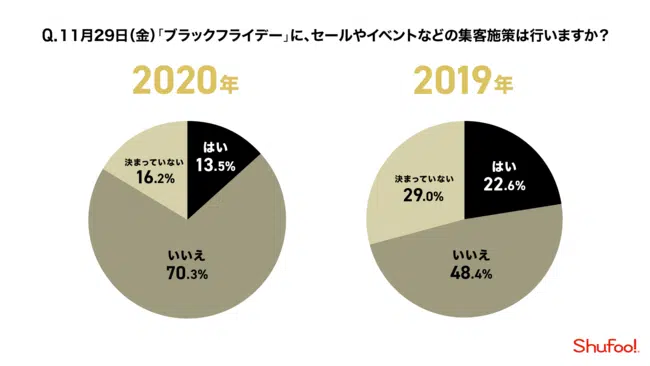 Q.11月29日(金)「ブラックフライデー」に、セールやイベントなどの集客施策は行いますか？
2020年
2019年
はい
13.5%
決まっていない
16.2%
いいえ
70.3%
はい
22.6%
決まっていない
29.0%
いいえ
48.4%
Shufoo!